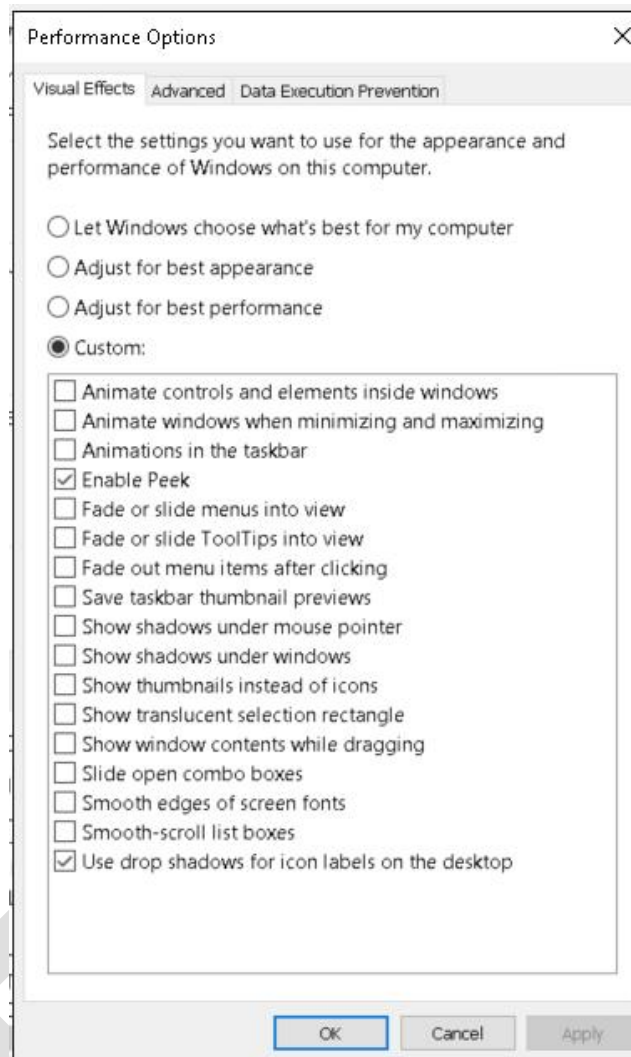 Performance Options
Visual Effects Advanced Data Execution Prevention
Select the settings you want to use for the appearance and
performance of Windows on this computer.
Let Windows choose what's best for my computer
Adjust for best appearance
Adjust for best performance
Custom:
Animate controls and elements inside windows
Animate windows when minimizing and maximizing
Animations in the taskbar
Enable Peek
Fade or slide menus into view
Fade or slide ToolTips into view
Fade out menu items after clicking
Save taskbar thumbnail previews
Show shadows under mouse pointer
Show shadows under windows
Show thumbnails instead of icons
Show translucent selection rectangle
Show window contents while dragging
Slide open combo boxes
Smooth edges of screen fonts
Smooth-scroll list boxes
Use drop shadows for icon labels on the desktop
OK Cancel Apply